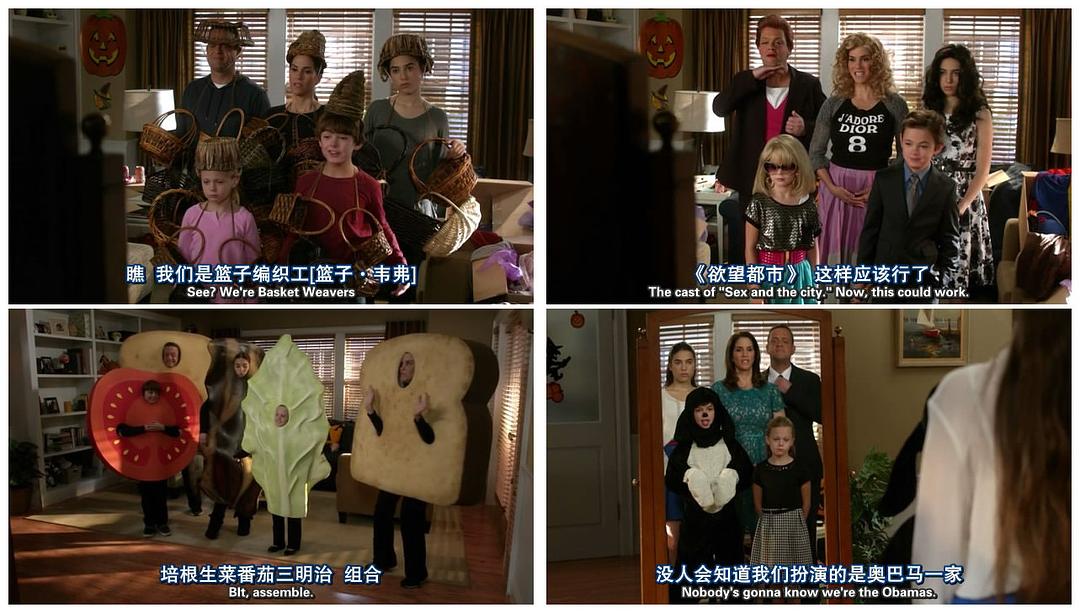 瞧 我们是篮子编织工[篮子·韦弗]
See? We're Basket Weavers
J'ADORE
DIOR
8
《欲望都市》 这样应该行了
The cast of "Sex and the city." Now, this could work.
培根生菜番茄三明治 组合
Blt, assemble.
没人会知道我们扮演的是奥巴马一家
Nobody's gonna know we're the Obamas.